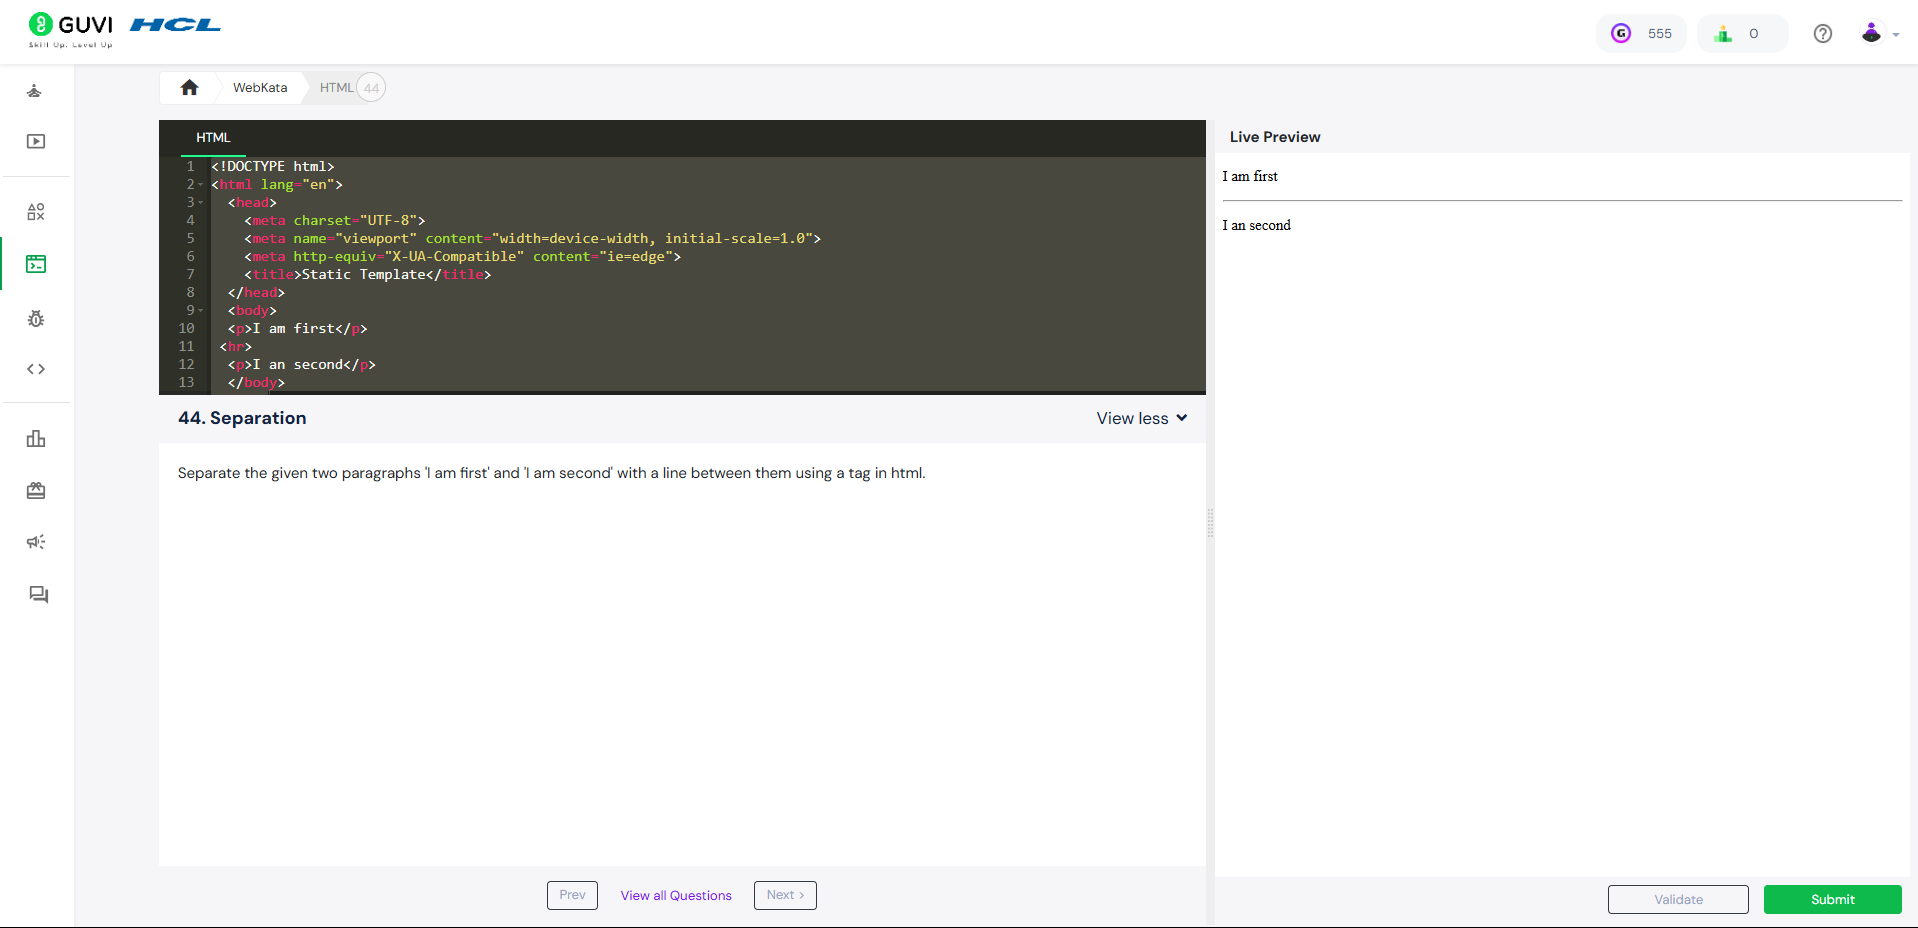 GUVI HCL
Skill Up. Level Up
555
0
WebKata
HTML
44
HTML
1 <!DOCTYPE html>
2 <html lang="en">
3 <head>
4 <meta charset="UTF-8">
5 <meta name="viewport" content="width=device-width, initial-scale=1.0">
6 <meta http-equiv="X-UA-Compatible" content="ie=edge">
7 <title>Static Template</title>
8 </head>
9 <body>
10 <p>I am first</p>
11 <hr>
12 <p>I an second</p>
13 </body>
44. Separation
View less
Separate the given two paragraphs 'I am first' and 'I am second' with a line between them using a tag in html.
Prev
View all Questions
Next >
Live Preview
I am first
I an second
Validate
Submit